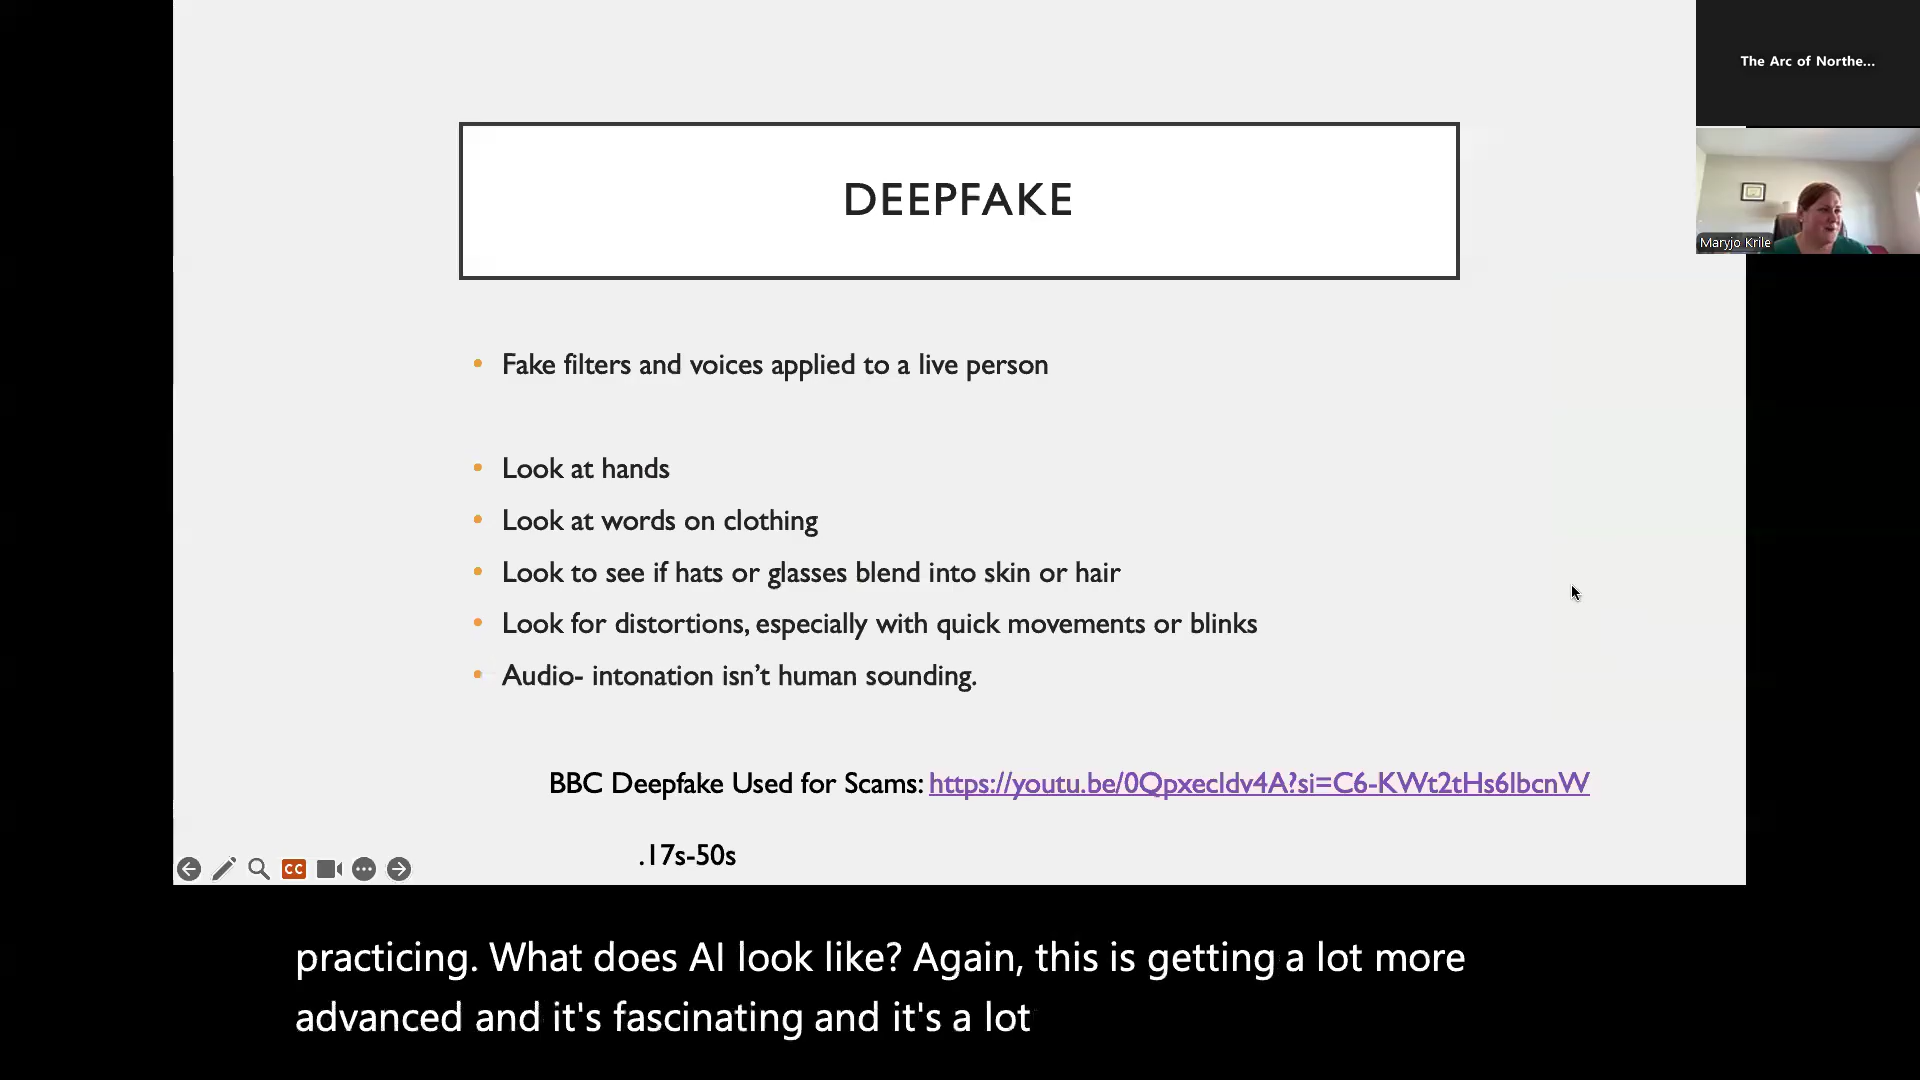 The Arc of Northe...
Maryjo Krile
DEEPFAKE
• Fake filters and voices applied to a live person
• Look at hands
• Look at words on clothing
• Look to see if hats or glasses blend into skin or hair
• Look for distortions, especially with quick movements or blinks
• Audio- intonation isn’t human sounding.
BBC Deepfake Used for Scams: https://youtu.be/0Qpxecldv4A?si=C6-KWt2tHs6lbcnW
.17s-50s
CC
practicing. What does AI look like? Again, this is getting a lot more
advanced and it's fascinating and it's a lot